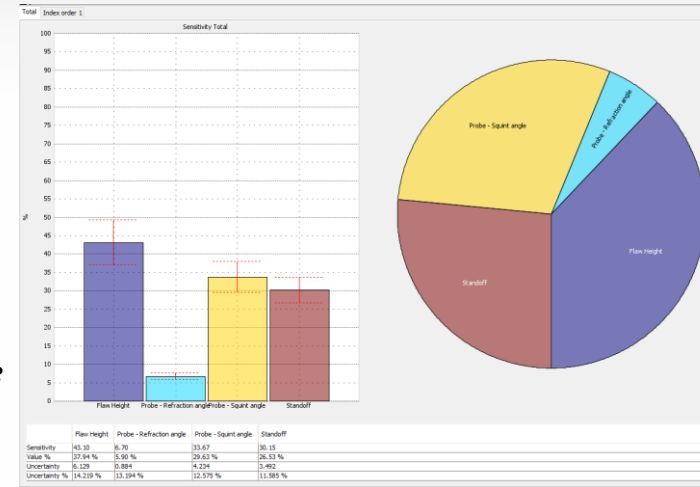 Total Index order 1
Sensitivity Total
100
95
90
85
80
75
70
65
60
55
50
45
40
35
30
25
20
15
10
5
0
%
Flaw Height Probe - Refraction angle Probe - Squint angle Standoff
Probe - Squint angle
Probe - Refraction angle
Flaw Height
Standoff
?
Flaw Height Probe - Refraction angle Probe - Squint angle Standoff
Sensitivity 43.10 6.70 33.67 30.15
Value % 37.94 % 5.90 % 29.63 % 26.53 %
Uncertainty 6.129 0.884 4.234 3.492
Uncertainty % 14.219 % 13.194 % 12.575 % 11.585 %